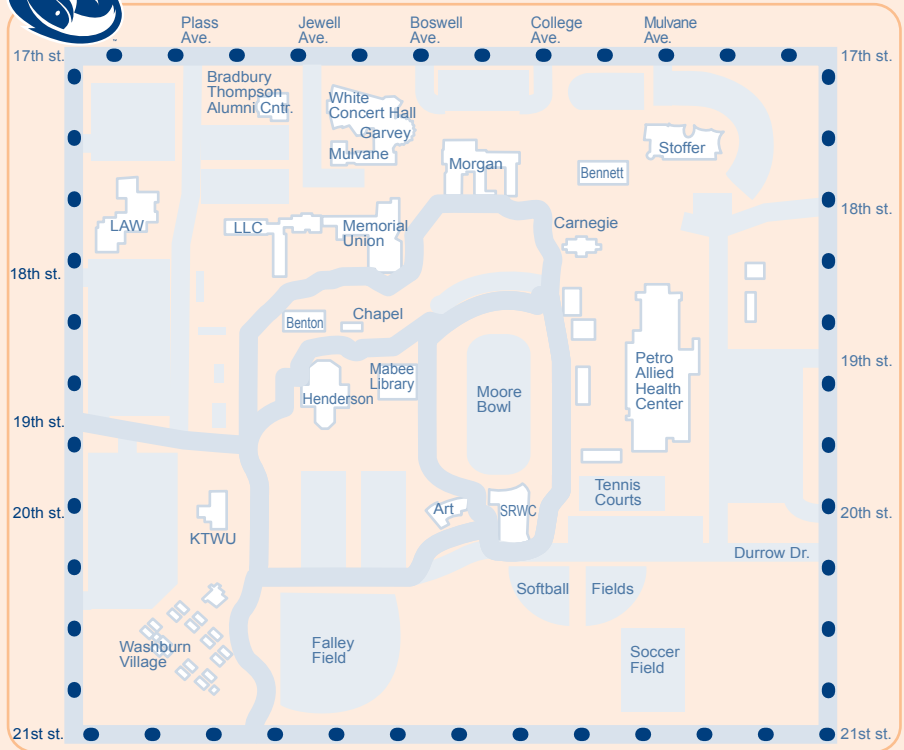 Plass
Ave.
Jewell
Ave.
Boswell
Ave.
College
Ave.
Mulvane
Ave.
17th st.
17th st.
Bradbury
Thompson
Alumni Cntr.
White
Concert Hall
Garvey
Mulvane
Morgan
Stoffer
Bennett
LAW
LLC
Memorial
Union
Carnegie
18th st.
18th st.
Benton
Chapel
Mabee
Library
Henderson
Moore
Bowl
Petro
Allied
Health
Center
19th st.
19th st.
Tennis
Courts
Art
SRWC
20th st.
20th st.
KTWU
Durrow Dr.
Softball
Fields
Washburn
Village
Falley
Field
Soccer
Field
21st st.
21st st.